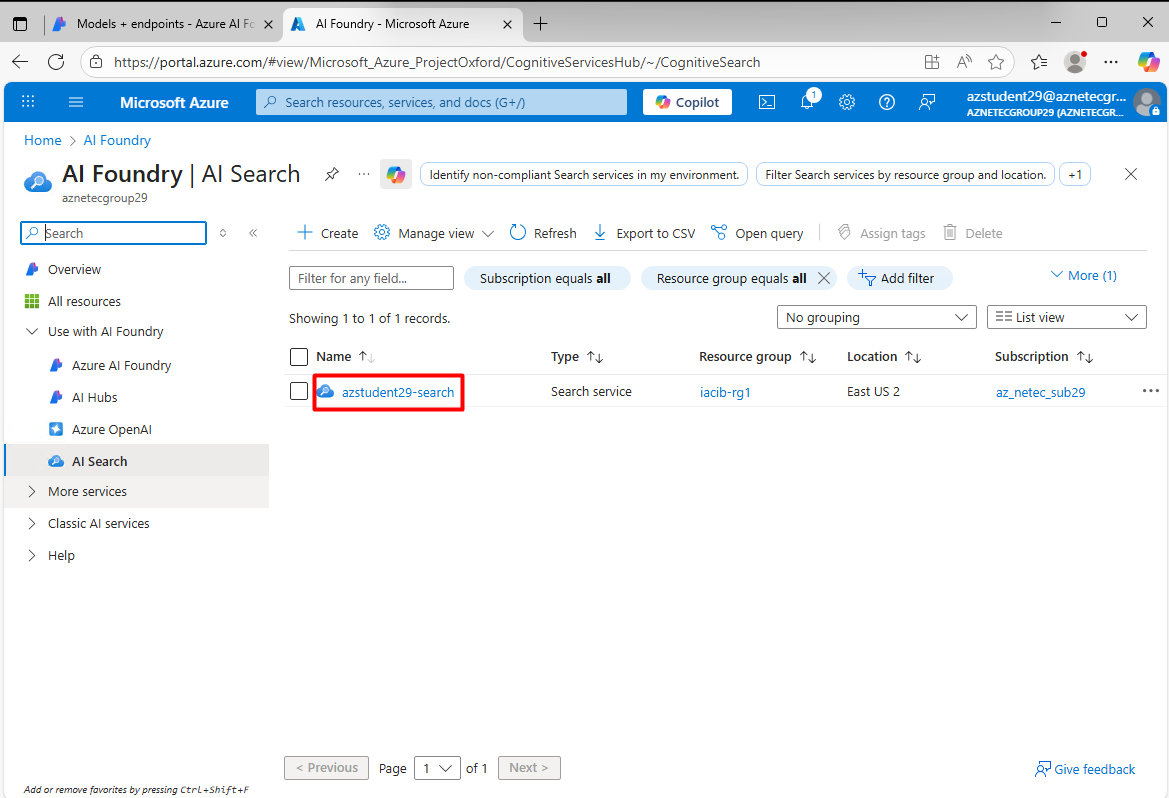 Models + endpoints - Azure AI Fo
AI Foundry - Microsoft Azure
https://portal.azure.com/#view/Microsoft_Azure_ProjectOxford/CognitiveServicesHub/~/CognitiveSearch
Microsoft Azure
Search resources, services, and docs (G+/)
Copilot
1
azstudent29@aznetecgr...
AZNETECGROUP29 (AZNETECGR...
Home > AI Foundry
AI Foundry | AI Search
aznetecgroup29
Identify non-compliant Search services in my environment.
Filter Search services by resource group and location.
+1
Search
Create
Manage view
Refresh
Export to CSV
Open query
Assign tags
Delete
Overview
All resources
Use with AI Foundry
Azure AI Foundry
AI Hubs
Azure OpenAI
AI Search
More services
Classic AI services
Help
Filter for any field...
Subscription equals all
Resource group equals all
Add filter
More (1)
Showing 1 to 1 of 1 records.
No grouping
List view
Name Type Resource group Location Subscription
azstudent29-search Search service iacib-rg1 East US 2 az_netec_sub29
< Previous Page 1 of 1 Next >
Give feedback
Add or remove favorites by pressing Ctrl+Shift+F